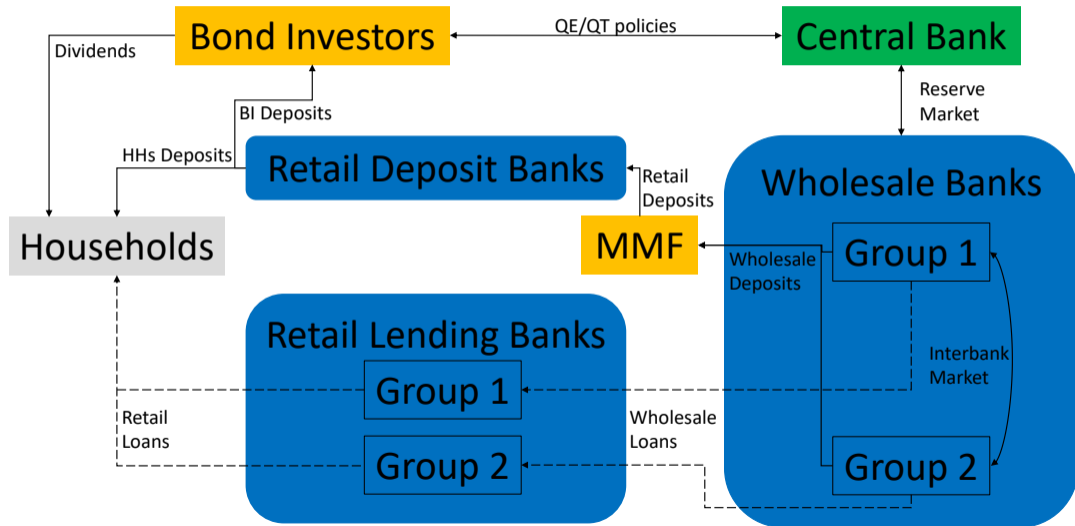 Bond Investors
QE/QT policies
Central Bank
Dividends
BI Deposits
Reserve
Market
HHs Deposits
Retail Deposit Banks
Retail
Deposits
Wholesale Banks
Households
MMF
Wholesale
Deposits
Group 1
Retail Lending Banks
Group 1
Interbank
Market
Retail
Loans
Wholesale
Loans
Group 2
Group 2